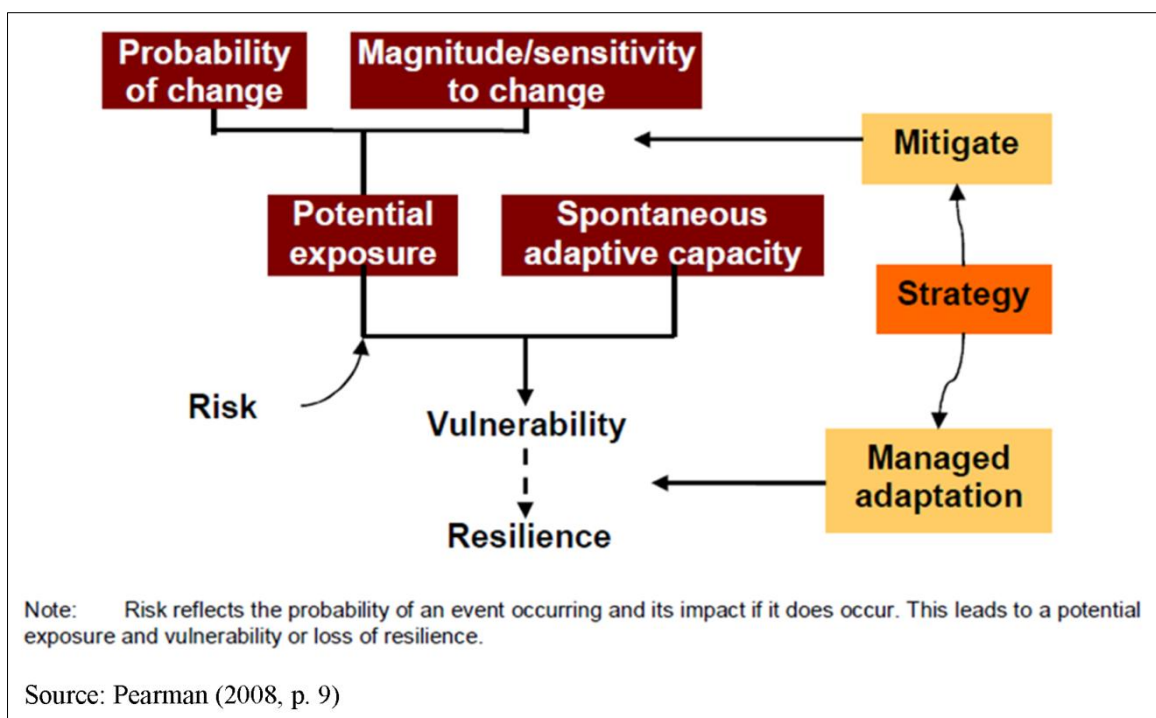 Probability
of change
Magnitude/sensitivity
to change
Mitigate
Potential
exposure
Spontaneous
adaptive capacity
Strategy
Risk
Vulnerability
Managed
adaptation
Resilience
Note: Risk reflects the probability of an event occurring and its impact if it does occur. This leads to a potential
exposure and vulnerability or loss of resilience.
Source: Pearman (2008, p. 9)